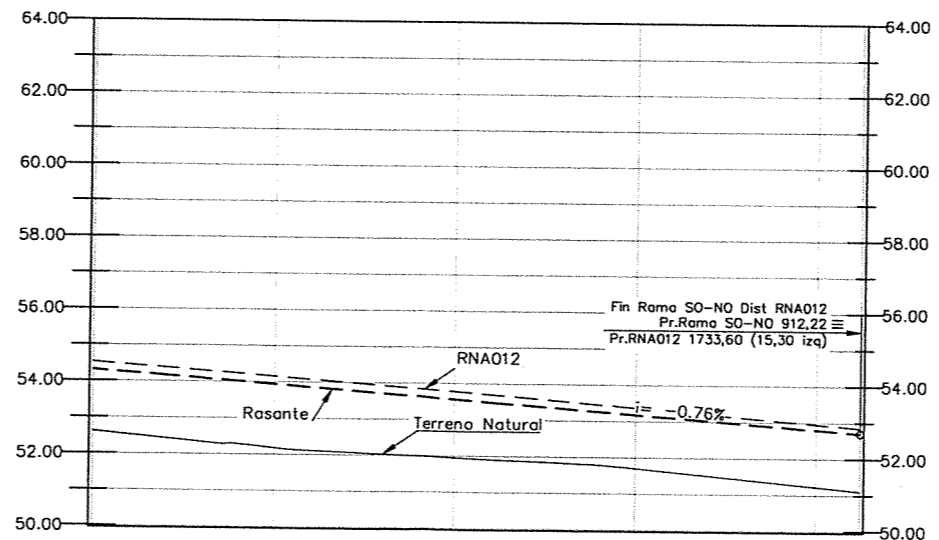 64.00
62.00
60.00
58.00
56.00
54.00
52.00
50.00
64.00
62.00
60.00
58.00
56.00
54.00
52.00
50.00
Fin Rama SO-NO Dist RNA012
Pr.Rama SO-NO 912,22 ≡
Pr.RNA012 1733,60 (15,30 izq)
RNA012
i= -0.76%
Rasante
Terreno Natural